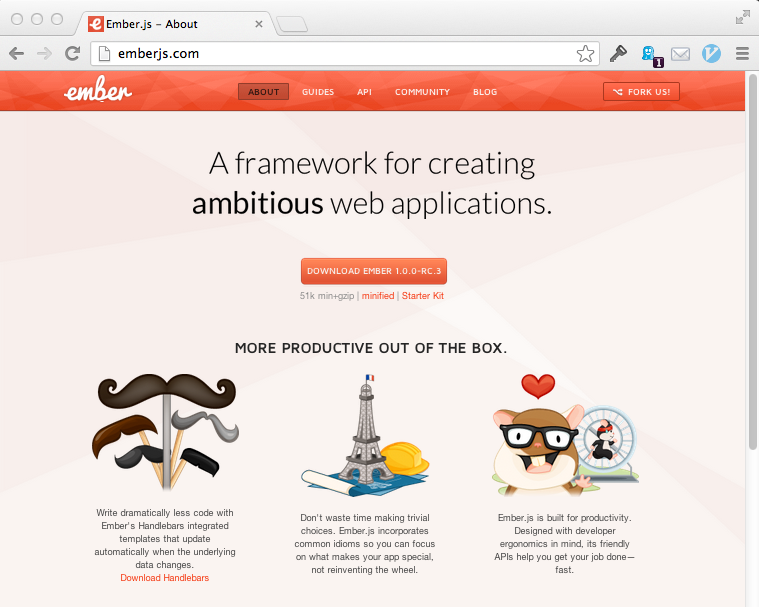 Ember.js – About
emberjs.com
1
ember
ABOUT
GUIDES
API
COMMUNITY
BLOG
FORK US!
A framework for creating
ambitious web applications.
DOWNLOAD EMBER 1.0.0-RC.3
51k min+gzip | minified | Starter Kit
MORE PRODUCTIVE OUT OF THE BOX.
Write dramatically less code with
Ember's Handlebars integrated
templates that update
automatically when the underlying
data changes.
Download Handlebars
Don't waste time making trivial
choices. Ember.js incorporates
common idioms so you can focus
on what makes your app special,
not reinventing the wheel.
Ember.js is built for productivity.
Designed with developer
ergonomics in mind, its friendly
APIs help you get your job done—
fast.